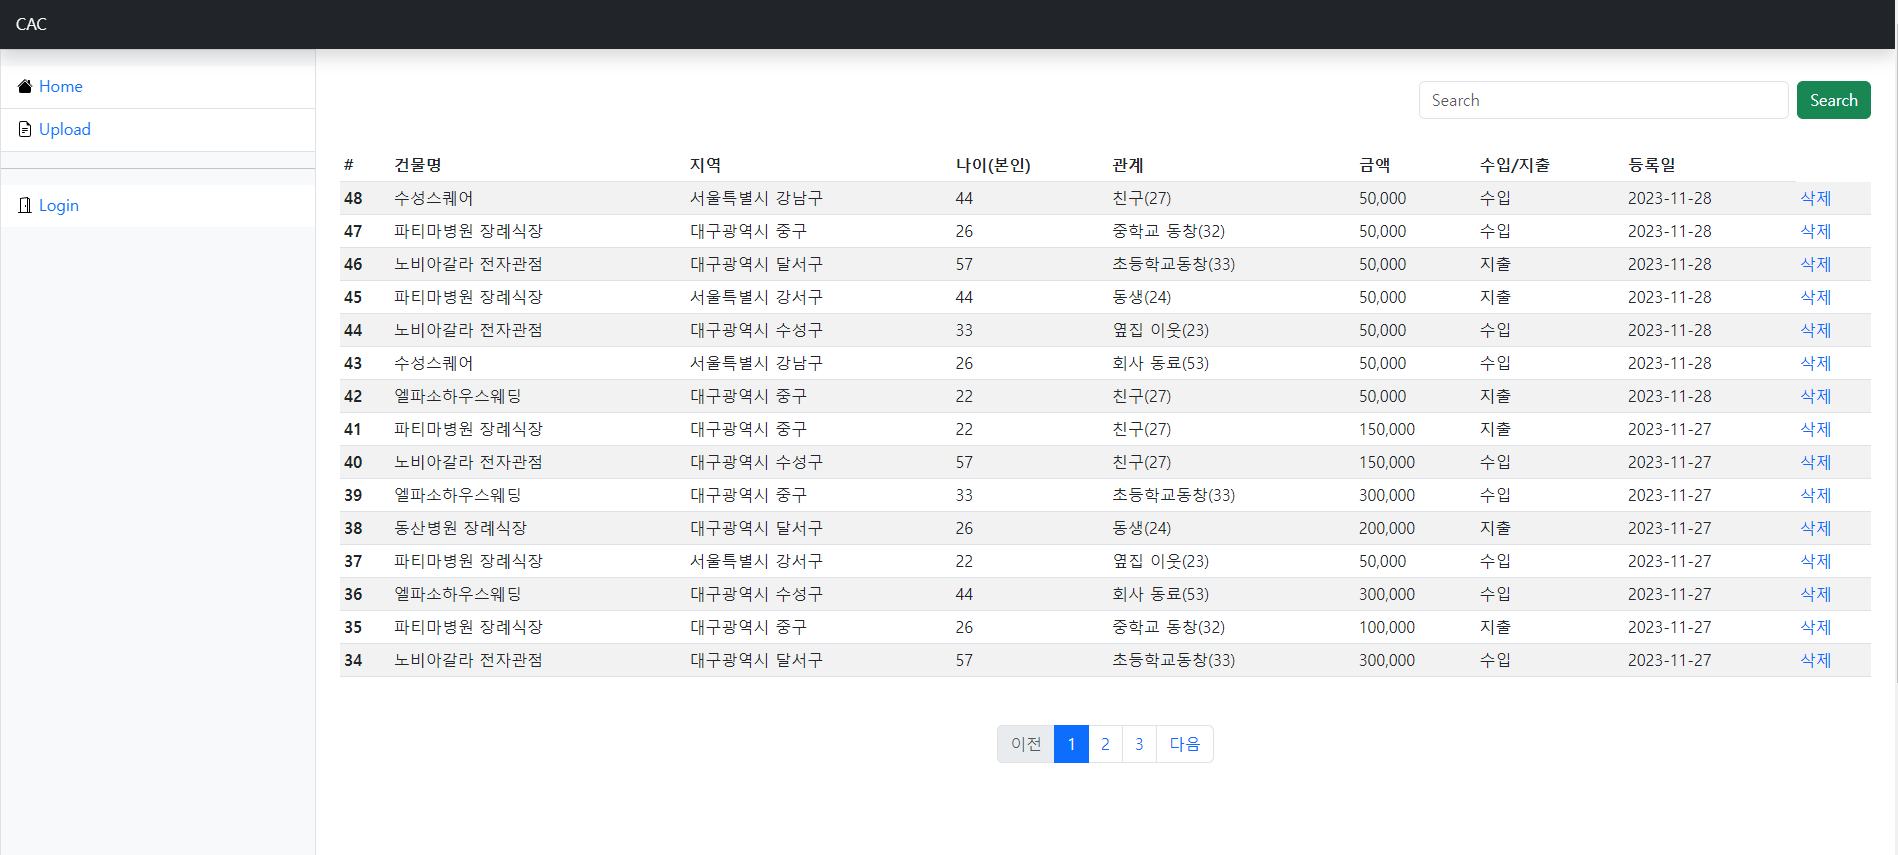 CAC
Home
Upload
Login
Search Search
# 건물명 지역 나이(본인) 관계 금액 수입/지출 등록일
48 수성스퀘어 서울특별시 강남구 44 친구(27) 50,000 수입 2023-11-28 삭제
47 파티마병원 장례식장 대구광역시 중구 26 중학교 동창(32) 50,000 수입 2023-11-28 삭제
46 노비아갈라 전자관점 대구광역시 달서구 57 초등학교동창(33) 50,000 지출 2023-11-28 삭제
45 파티마병원 장례식장 서울특별시 강서구 44 동생(24) 50,000 지출 2023-11-28 삭제
44 노비아갈라 전자관점 대구광역시 수성구 33 옆집 이웃(23) 50,000 수입 2023-11-28 삭제
43 수성스퀘어 서울특별시 강남구 26 회사 동료(53) 50,000 수입 2023-11-28 삭제
42 엘파소하우스웨딩 대구광역시 중구 22 친구(27) 50,000 지출 2023-11-28 삭제
41 파티마병원 장례식장 대구광역시 중구 22 친구(27) 150,000 지출 2023-11-27 삭제
40 노비아갈라 전자관점 대구광역시 수성구 57 친구(27) 150,000 수입 2023-11-27 삭제
39 엘파소하우스웨딩 대구광역시 중구 33 초등학교동창(33) 300,000 수입 2023-11-27 삭제
38 동산병원 장례식장 대구광역시 달서구 26 동생(24) 200,000 지출 2023-11-27 삭제
37 파티마병원 장례식장 서울특별시 강서구 22 옆집 이웃(23) 50,000 수입 2023-11-27 삭제
36 엘파소하우스웨딩 대구광역시 수성구 44 회사 동료(53) 300,000 수입 2023-11-27 삭제
35 파티마병원 장례식장 대구광역시 중구 26 중학교 동창(32) 100,000 지출 2023-11-27 삭제
34 노비아갈라 전자관점 대구광역시 달서구 57 초등학교동창(33) 300,000 수입 2023-11-27 삭제
이전 1 2 3 다음